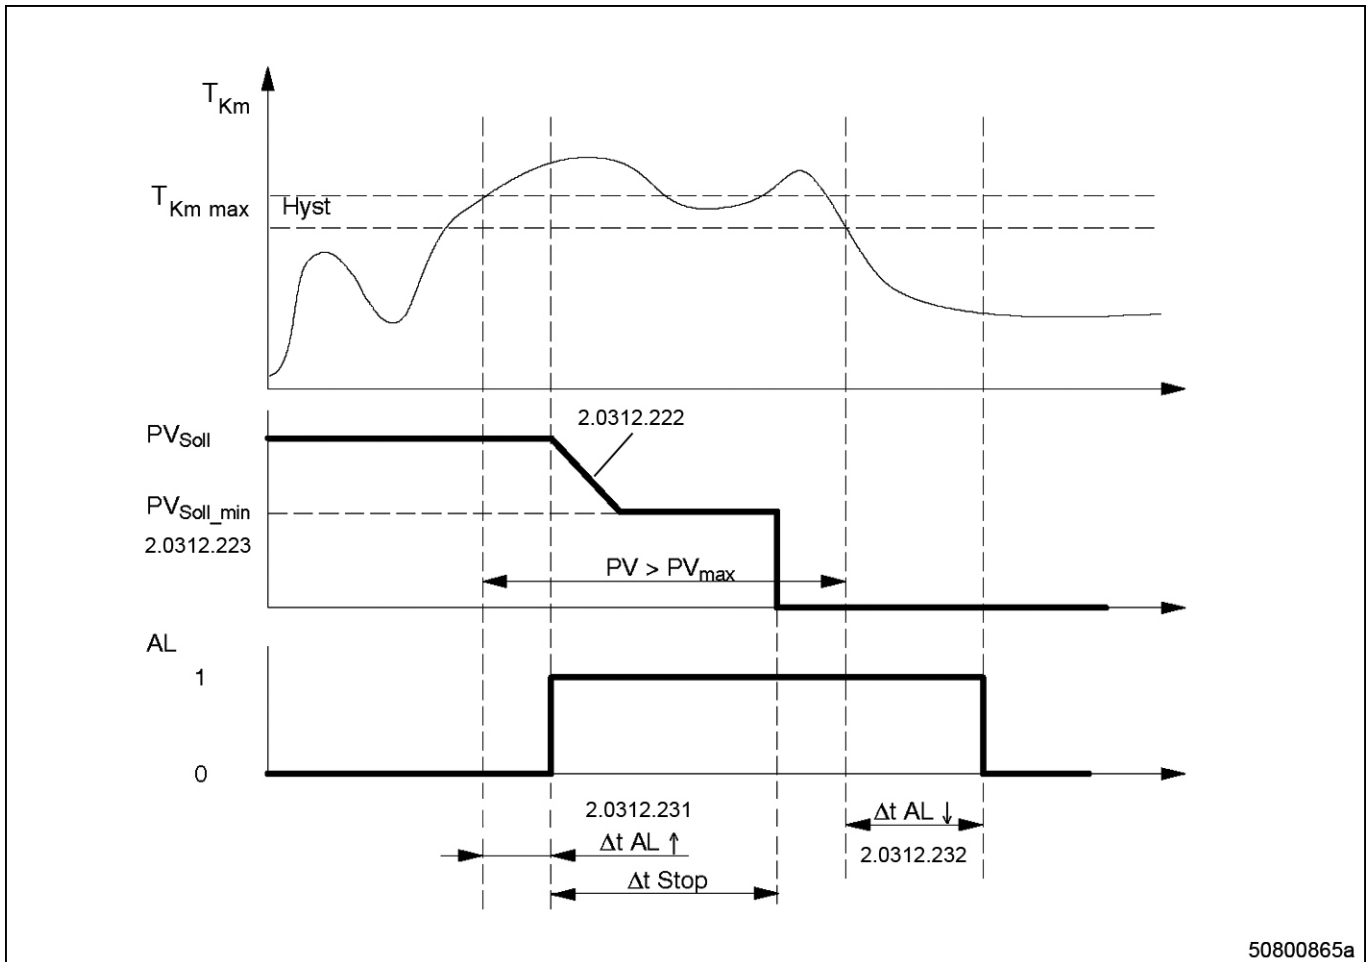 T_Km
T_Km max
Hyst
2.0312.222
PV_Soll
PV_Soll_min
2.0312.223
PV > PV_max
AL
1
0
2.0312.231
Δt AL ↑
Δt AL ↓
2.0312.232
Δt Stop
50800865a